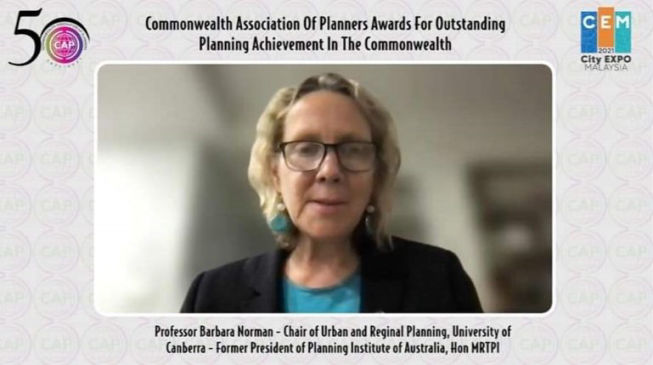 50
CAP
Commonwealth Association Of Planners Awards For Outstanding
Planning Achievement In The Commonwealth
CEM
2021
City EXPO
MALAYSIA
Professor Barbara Norman - Chair of Urban and Reginal Planning, University of
Canberra - Former President of Planning Institute of Australia, Hon MRTPI